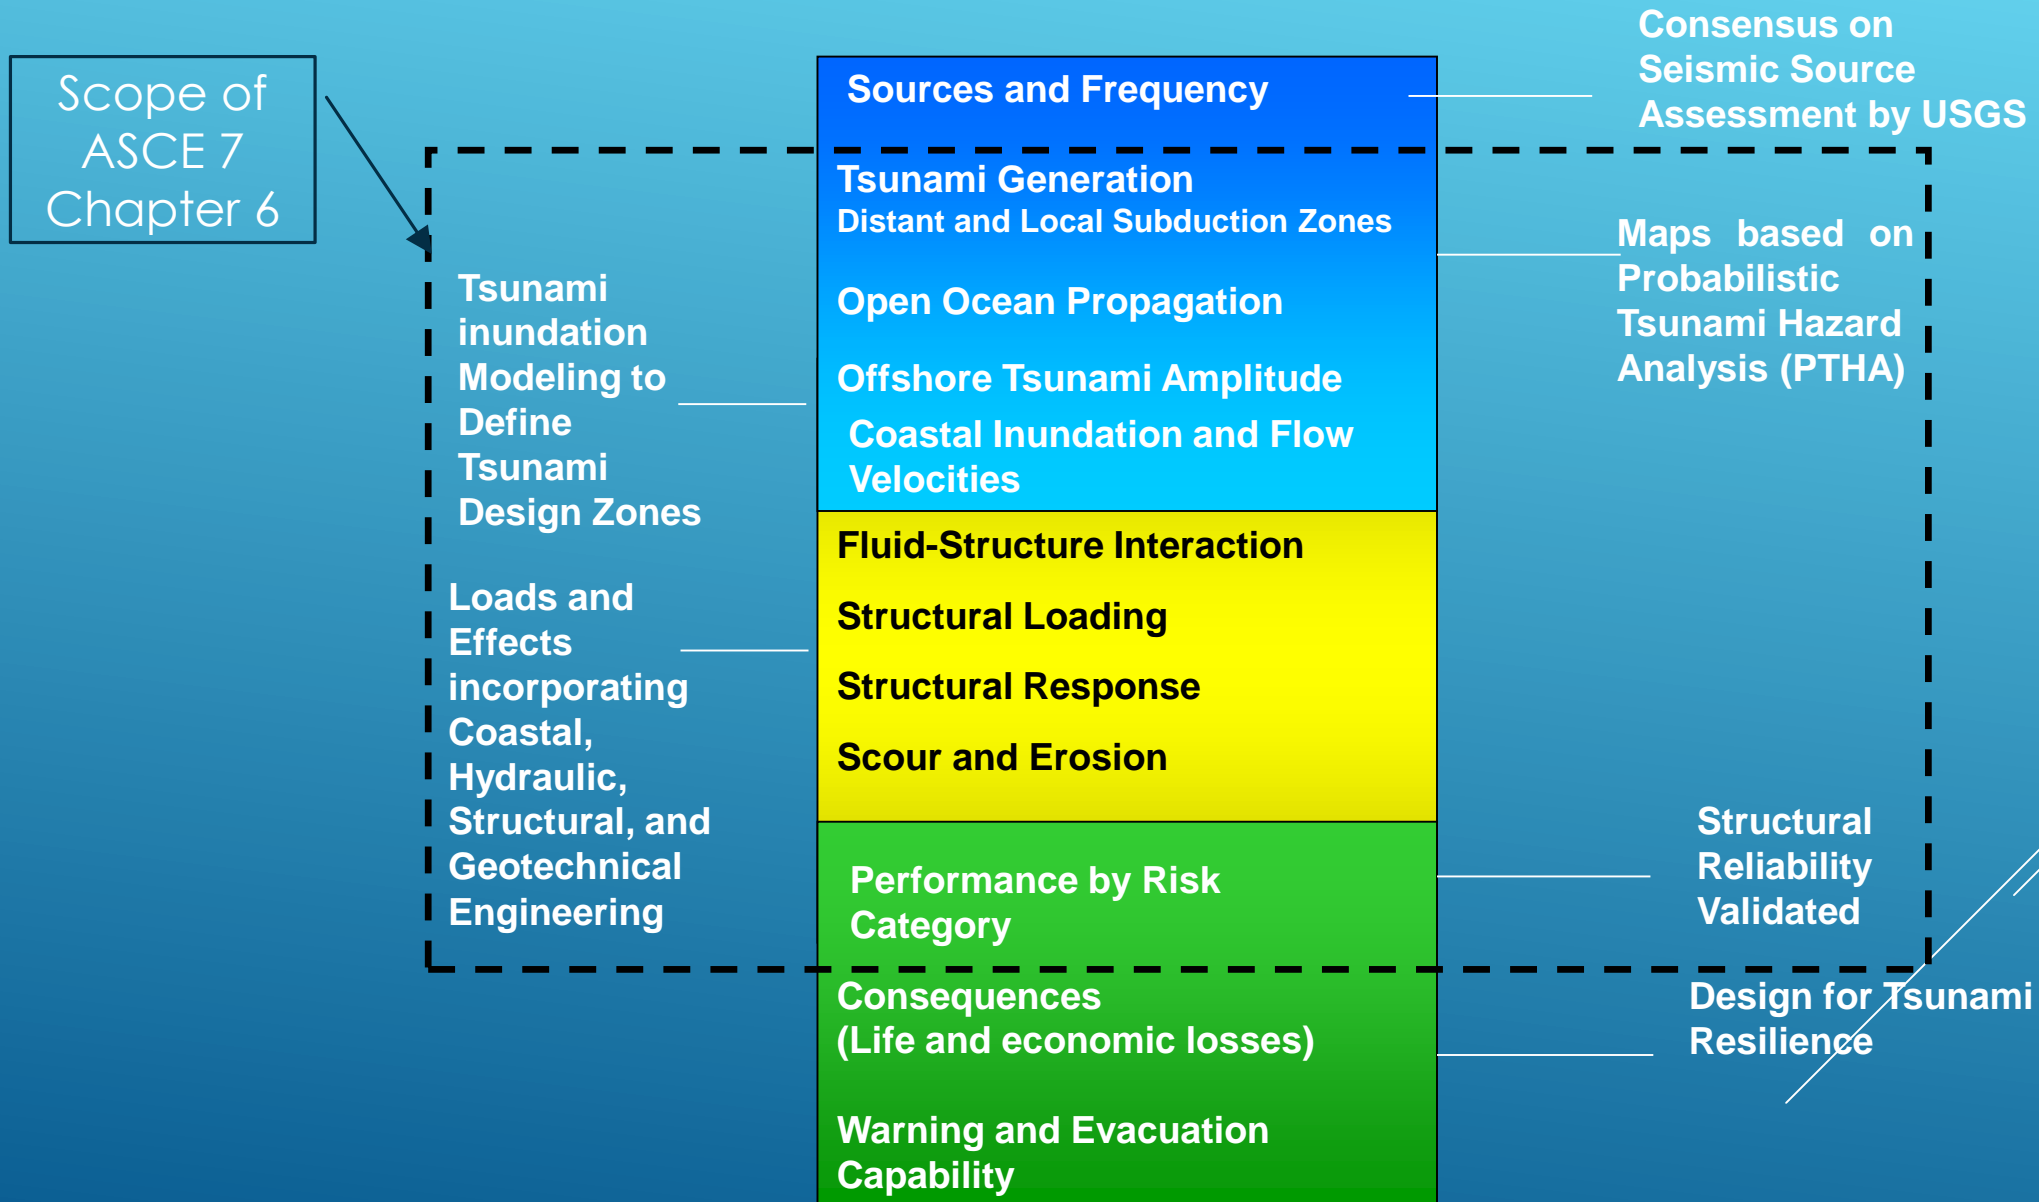 Scope of
ASCE 7
Chapter 6
Tsunami
inundation
Modeling to
Define
Tsunami
Design Zones
Loads and
Effects
incorporating
Coastal,
Hydraulic,
Structural, and
Geotechnical
Engineering
Sources and Frequency
Tsunami Generation
Distant and Local Subduction Zones
Open Ocean Propagation
Offshore Tsunami Amplitude
Coastal Inundation and Flow
Velocities
Fluid-Structure Interaction
Structural Loading
Structural Response
Scour and Erosion
Performance by Risk
Category
Consequences
(Life and economic losses)
Warning and Evacuation
Capability
Consensus on
Seismic Source
Assessment by USGS
Maps based on
Probabilistic
Tsunami Hazard
Analysis (PTHA)
Structural
Reliability
Validated
Design for Tsunami
Resilience